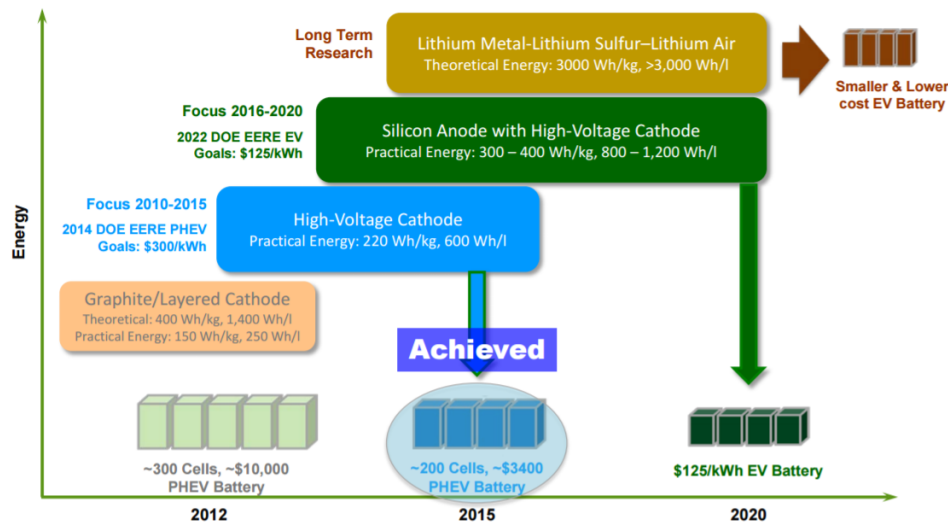 Long Term
Research
Lithium Metal-Lithium Sulfur–Lithium Air
Theoretical Energy: 3000 Wh/kg, >3,000 Wh/l
Smaller & Lower
cost EV Battery
Focus 2016-2020
2022 DOE EERE EV
Goals: $125/kWh
Silicon Anode with High-Voltage Cathode
Practical Energy: 300 – 400 Wh/kg, 800 – 1,200 Wh/l
Focus 2010-2015
2014 DOE EERE PHEV
Goals: $300/kWh
High-Voltage Cathode
Practical Energy: 220 Wh/kg, 600 Wh/l
Energy
Graphite/Layered Cathode
Theoretical: 400 Wh/kg, 1,400 Wh/l
Practical Energy: 150 Wh/kg, 250 Wh/l
Achieved
~300 Cells, ~$10,000
PHEV Battery
~200 Cells, ~$3400
PHEV Battery
$125/kWh EV Battery
2012
2015
2020